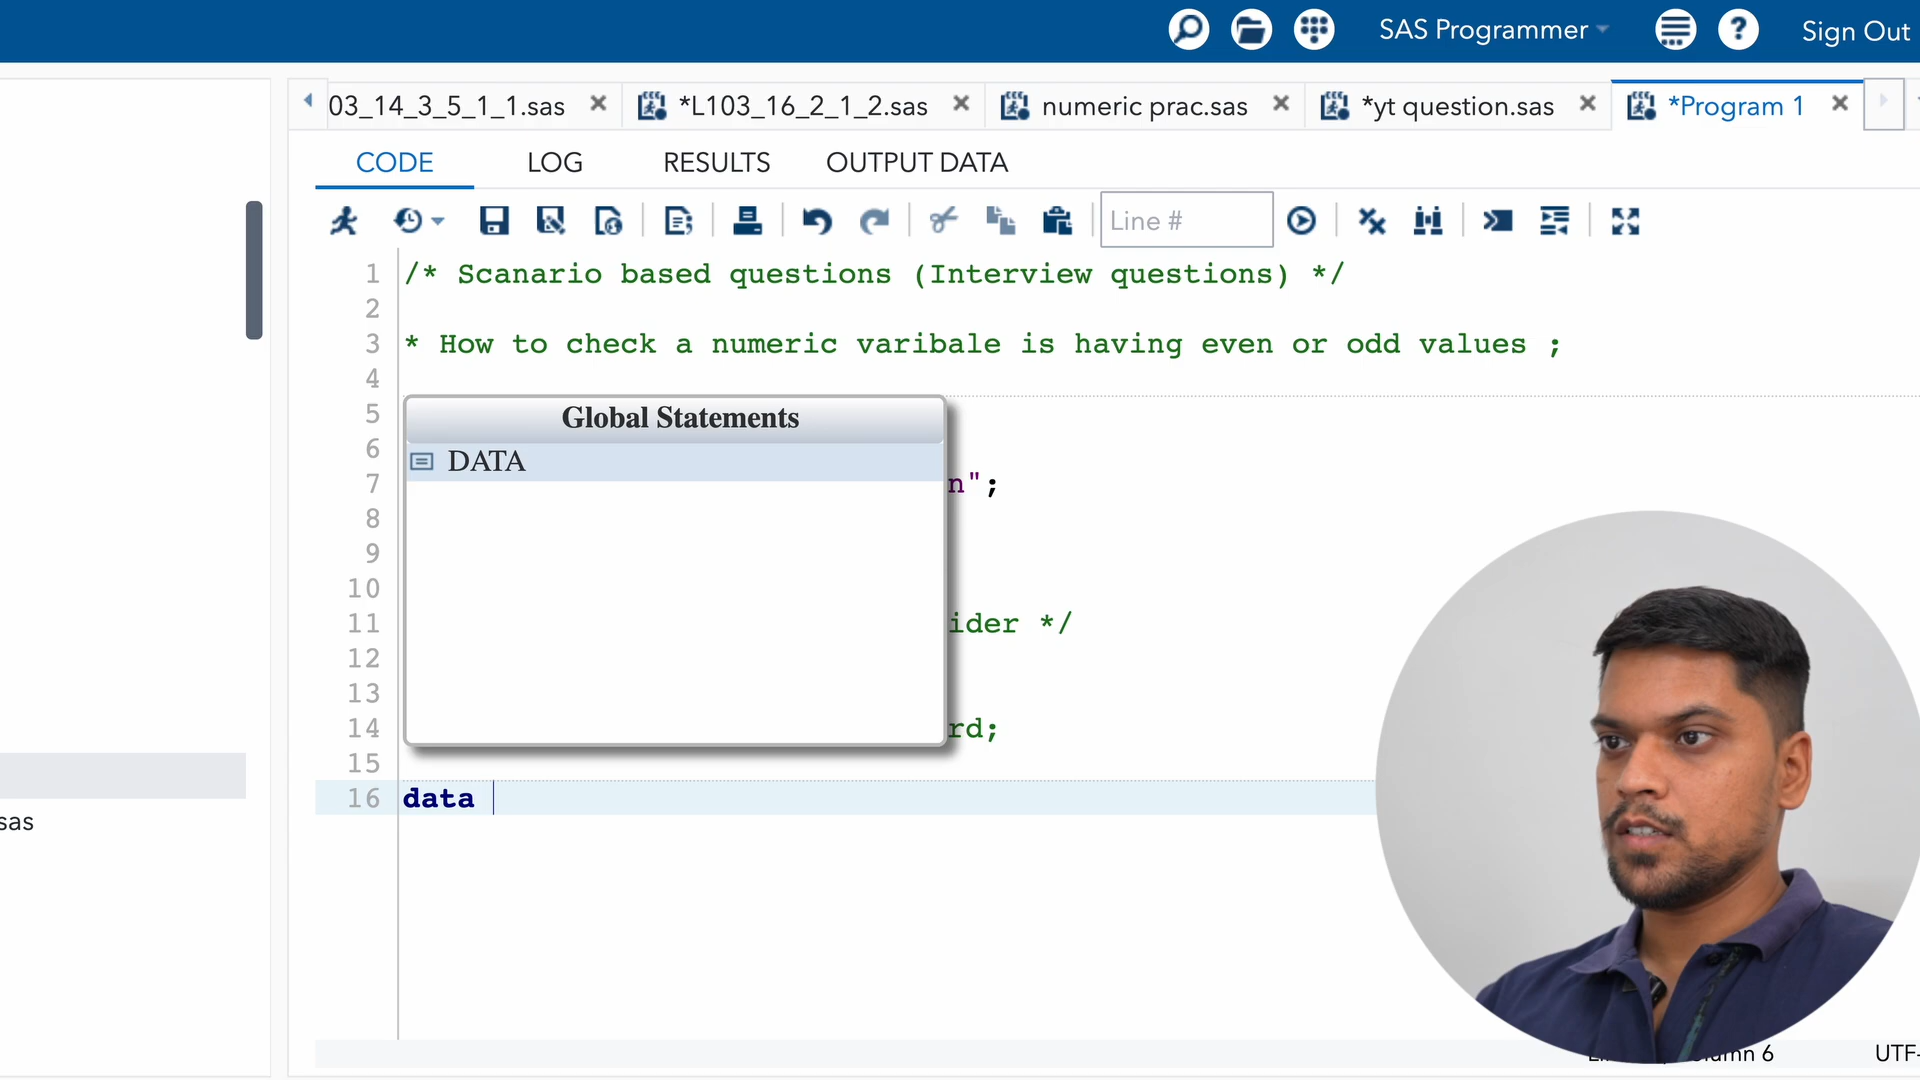 SAS Programmer
Sign Out
03_14_3_5_1_1.sas
*L103_16_2_1_2.sas
numeric prac.sas
*yt question.sas
*Program 1
CODE
LOG
RESULTS
OUTPUT DATA
Line #
1 /* Scanario based questions (Interview questions) */
2
3 * How to check a numeric varibale is having even or odd values ;
4
5
6
7 n";
8
9
10
11 ider */
12
13
14 rd;
15
16 data
Global Statements
DATA
sas
6
UTF-